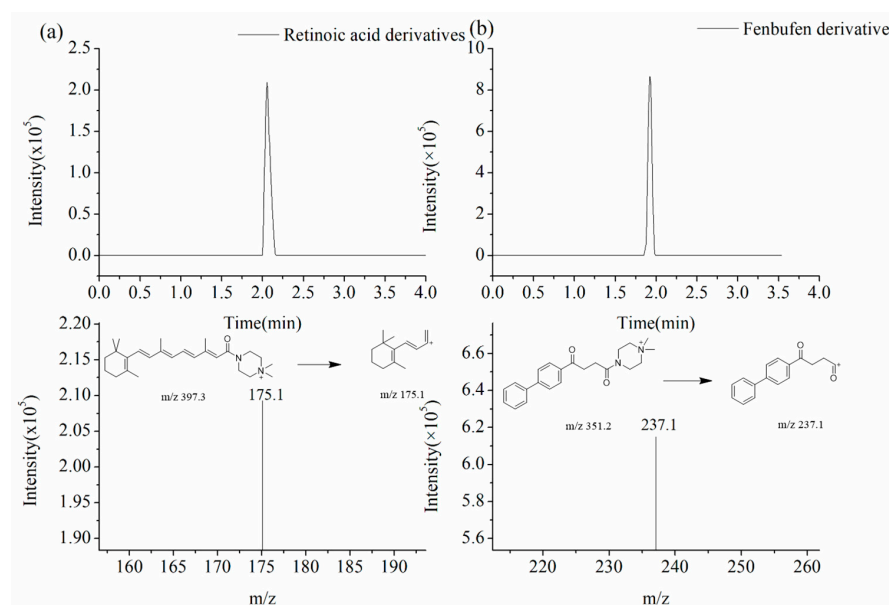 (a)
Retinoic acid derivatives
2.5
2.0
1.5
1.0
0.5
0.0
Intensity(x10⁵)
0.0 0.5 1.0 1.5 2.0 2.5 3.0 3.5 4.0
Time(min)
(b)
Fenbufen derivative
10
8
6
4
2
0
Intensity(×10⁵)
0.0 0.5 1.0 1.5 2.0 2.5 3.0 3.5 4.0
Time(min)
2.20
2.15
2.10
2.05
2.00
1.95
1.90
Intensity(x10⁵)
O
N
N
+
m/z 397.3
175.1
+
m/z 175.1
160 165 170 175 180 185 190
m/z
6.6
6.4
6.2
6.0
5.8
5.6
Intensity(×10⁵)
O
O
N
N
+
m/z 351.2
237.1
O
O
+
m/z 237.1
220 230 240 250 260
m/z